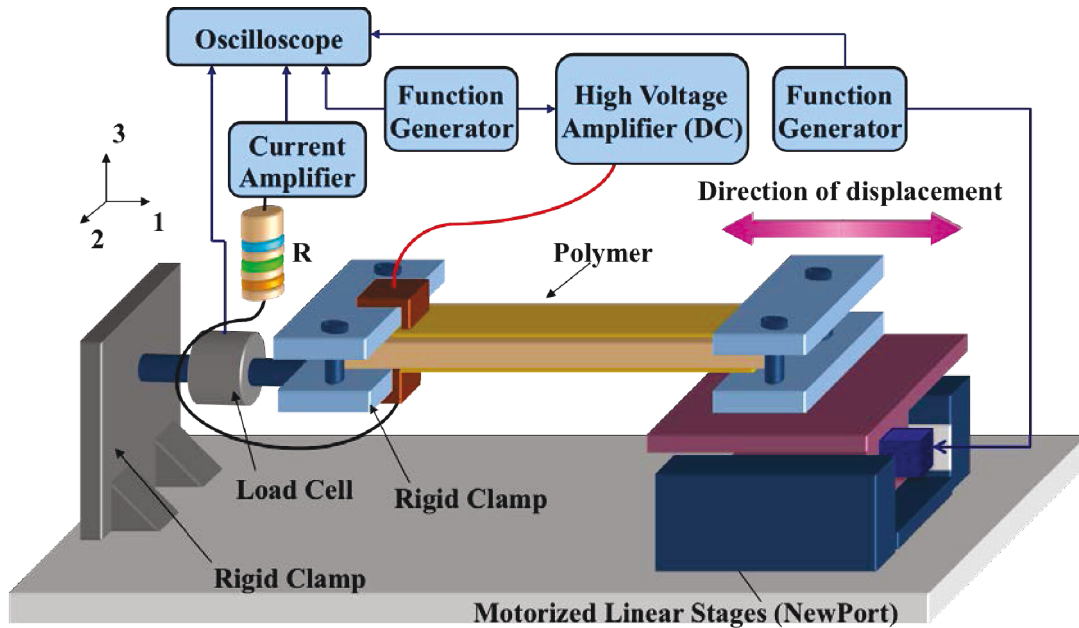 Oscilloscope
Function
Generator
High Voltage
Amplifier (DC)
Function
Generator
Current
Amplifier
3
1
2
R
Direction of displacement
Polymer
Load Cell
Rigid Clamp
Rigid Clamp
Motorized Linear Stages (NewPort)